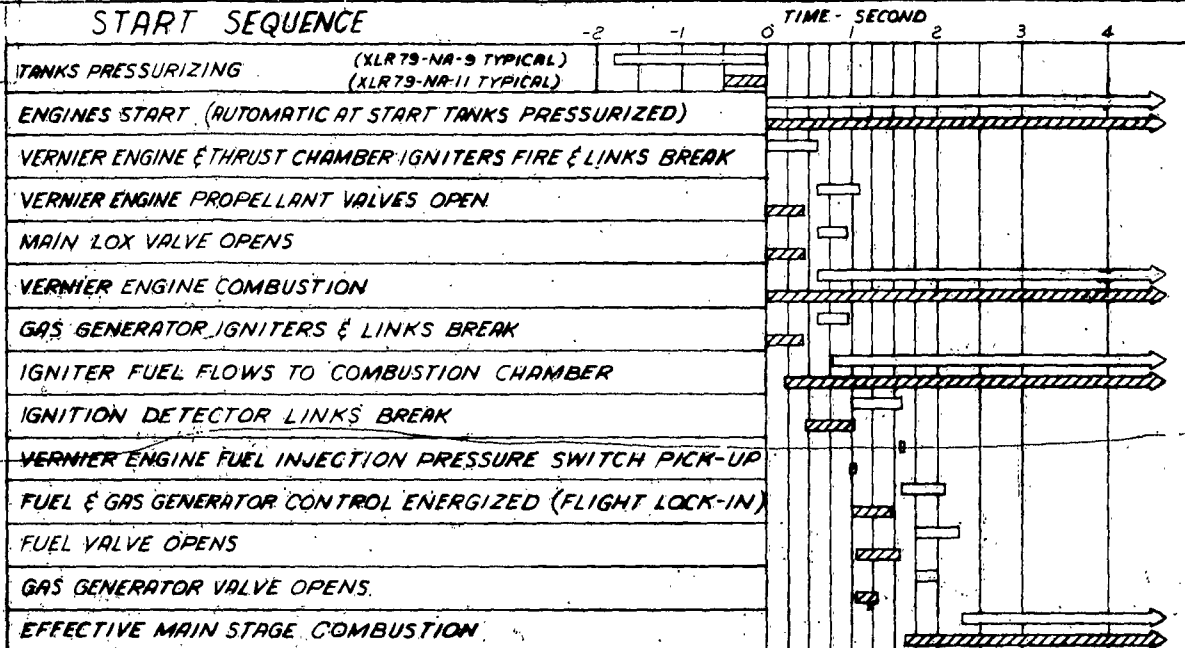 START SEQUENCE
TIME - SECOND
-2 -1 0 1 2 3 4
TANKS PRESSURIZING (XLR79-NA-9 TYPICAL)
(XLR79-NA-11 TYPICAL)
ENGINES START (AUTOMATIC AT START TANKS PRESSURIZED)
VERNIER ENGINE & THRUST CHAMBER IGNITERS FIRE & LINKS BREAK
VERNIER ENGINE PROPELLANT VALVES OPEN
MAIN LOX VALVE OPENS
VERNIER ENGINE COMBUSTION
GAS GENERATOR IGNITERS & LINKS BREAK
IGNITER FUEL FLOWS TO COMBUSTION CHAMBER
IGNITION DETECTOR LINKS BREAK
VERNIER ENGINE FUEL INJECTION PRESSURE SWITCH PICK-UP
FUEL & GAS GENERATOR CONTROL ENERGIZED (FLIGHT LOCK-IN)
FUEL VALVE OPENS
GAS GENERATOR VALVE OPENS
EFFECTIVE MAIN STAGE COMBUSTION